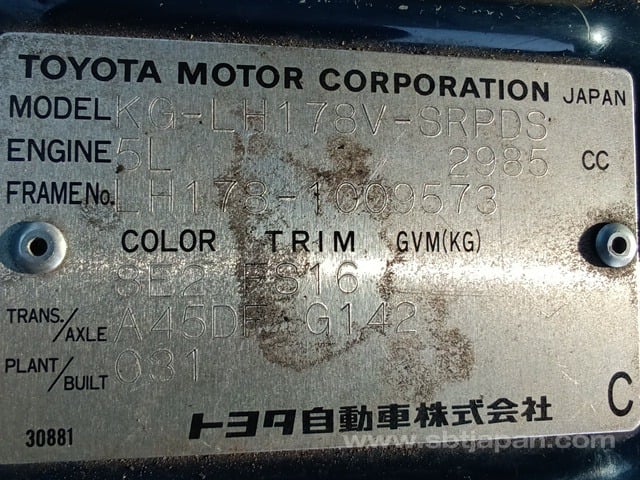 TOYOTA MOTOR CORPORATION JAPAN
MODEL KG-LH178V-SRPDS
ENGINE 5L 2985 CC
FRAME No. LH178-1009573
COLOR TRIM GVM(KG)
SE2 FS16
TRANS./AXLE A45DF G142
PLANT/BUILT 031
C
30881 トヨタ自動車株式会社
www.sbtjapan.com